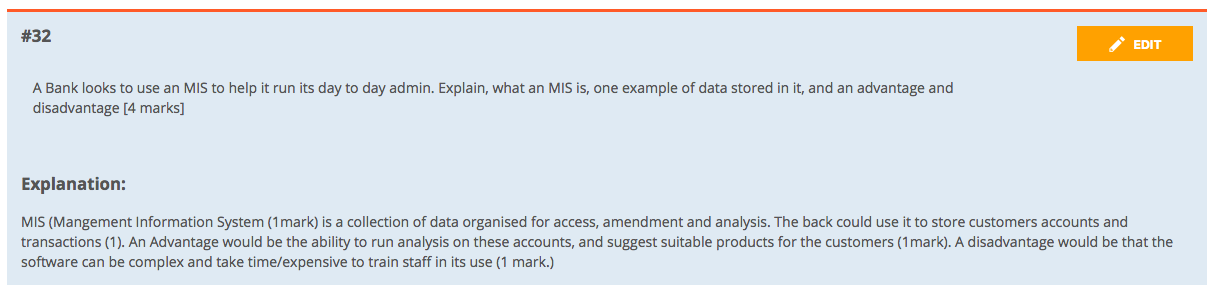 #32
EDIT
A Bank looks to use an MIS to help it run its day to day admin. Explain, what an MIS is, one example of data stored in it, and an advantage and
disadvantage [4 marks]
Explanation:
MIS (Mangement Information System (1mark) is a collection of data organised for access, amendment and analysis. The back could use it to store customers accounts and
transactions (1). An Advantage would be the ability to run analysis on these accounts, and suggest suitable products for the customers (1mark). A disadvantage would be that the
software can be complex and take time/expensive to train staff in its use (1 mark.)